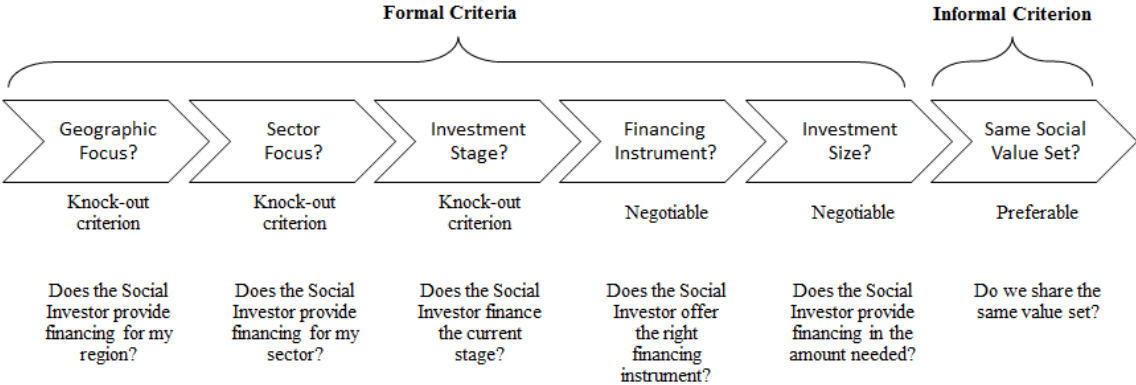 Formal Criteria
Informal Criterion
Geographic
Focus?
Sector
Focus?
Investment
Stage?
Financing
Instrument?
Investment
Size?
Same Social
Value Set?
Knock-out
criterion
Knock-out
criterion
Knock-out
criterion
Negotiable
Negotiable
Preferable
Does the Social
Investor provide
financing for my
region?
Does the Social
Investor provide
financing for my
sector?
Does the Social
Investor finance
the current
stage?
Does the Social
Investor offer
the right
financing
instrument?
Does the Social
Investor provide
financing in the
amount needed?
Do we share the
same value set?